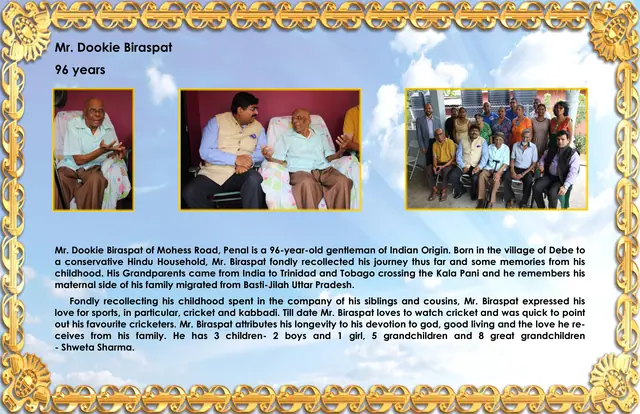 Mr. Dookie Biraspat
96 years
Mr. Dookie Biraspat of Mohess Road, Penal is a 96-year-old gentleman of Indian Origin. Born in the village of Debe to
a conservative Hindu Household, Mr. Biraspat fondly recollected his journey thus far and some memories from his
childhood. His Grandparents came from India to Trinidad and Tobago crossing the Kala Pani and he remembers his
maternal side of his family migrated from Basti-Jilah Uttar Pradesh.
Fondly recollecting his childhood spent in the company of his siblings and cousins, Mr. Biraspat expressed his
love for sports, in particular, cricket and kabbadi. Till date Mr. Biraspat loves to watch cricket and was quick to point
out his favourite cricketers. Mr. Biraspat attributes his longevity to his devotion to god, good living and the love he re-
ceives from his family. He has 3 children- 2 boys and 1 girl, 5 grandchildren and 8 great grandchildren
- Shweta Sharma.